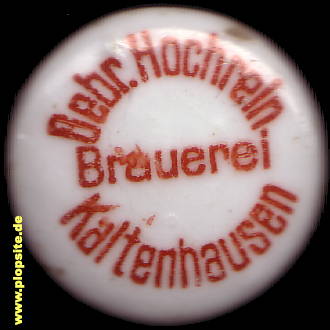 Gebr. Hochrein
Brauerei
Kaltenhausen
www.plopsite.de